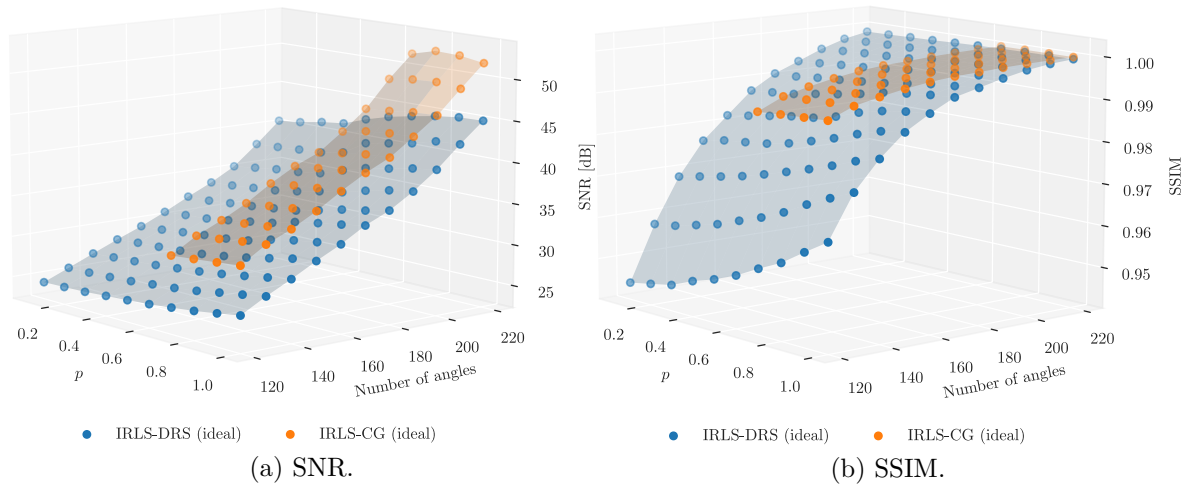 50
45
40
35
30
25
SNR [dB]
0.2
0.4
0.6
0.8
1.0
p
120
140
160
180
200
220
Number of angles
IRLS-DRS (ideal)
IRLS-CG (ideal)
(a) SNR.
1.00
0.99
0.98
0.97
0.96
0.95
SSIM
0.2
0.4
0.6
0.8
1.0
p
120
140
160
180
200
220
Number of angles
IRLS-DRS (ideal)
IRLS-CG (ideal)
(b) SSIM.